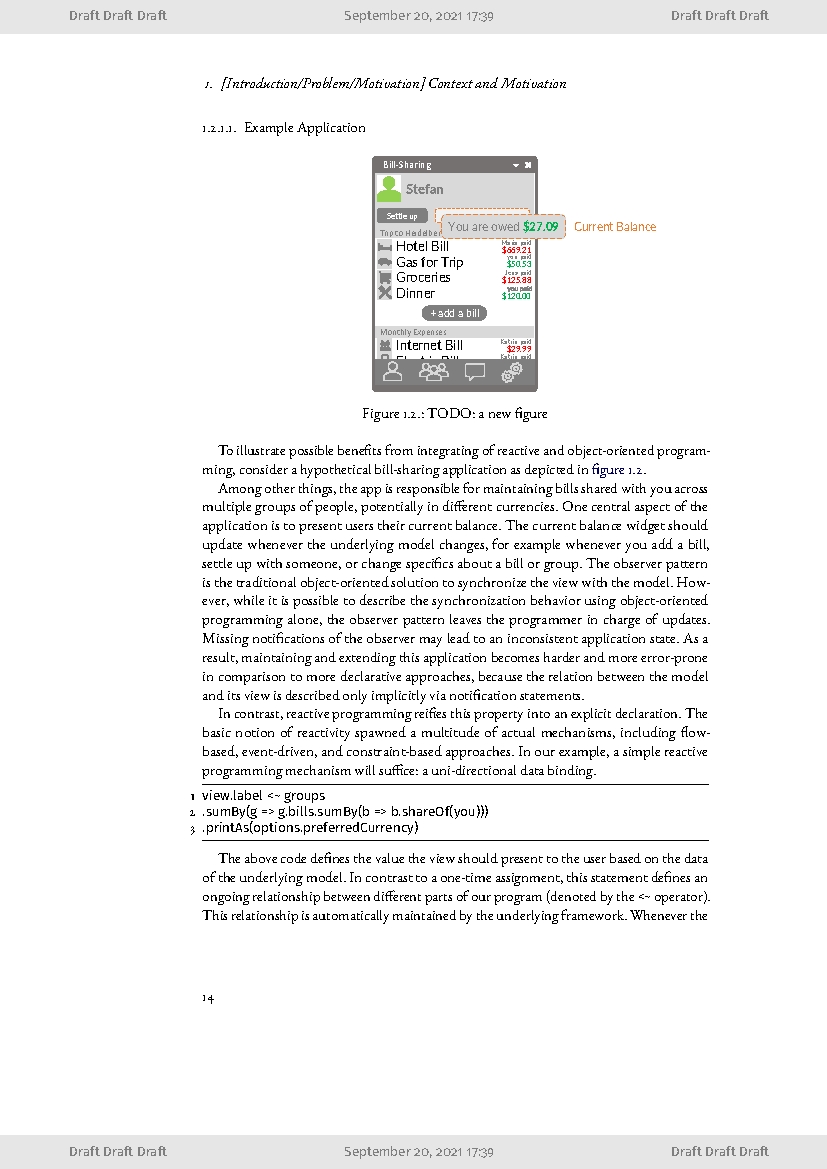 Draft Draft Draft September 20, 2021 17:39 Draft Draft Draft
1. [Introduction/Problem/Motivation] Context and Motivation
1.2.1.1. Example Application
Bill-Sharing
Stefan
Settle up
You are owed $27.09 Current Balance
Trip to Heidelber
Hotel Bill Maria paid $669.21
Gas for Trip you paid $50.53
Groceries Jens paid $125.88
Dinner you paid $120.00
+ add a bill
Monthly Expenses
Internet Bill Katrin paid $29.99
Katrin paid
Figure 1.2.: TODO: a new figure
To illustrate possible benefits from integrating of reactive and object-oriented program-
ming, consider a hypothetical bill-sharing application as depicted in figure 1.2.
Among other things, the app is responsible for maintaining bills shared with you across
multiple groups of people, potentially in different currencies. One central aspect of the
application is to present users their current balance. The current balance widget should
update whenever the underlying model changes, for example whenever you add a bill,
settle up with someone, or change specifics about a bill or group. The observer pattern
is the traditional object-oriented solution to synchronize the view with the model. How-
ever, while it is possible to describe the synchronization behavior using object-oriented
programming alone, the observer pattern leaves the programmer in charge of updates.
Missing notifications of the observer may lead to an inconsistent application state. As a
result, maintaining and extending this application becomes harder and more error-prone
in comparison to more declarative approaches, because the relation between the model
and its view is described only implicitly via notification statements.
In contrast, reactive programming reifies this property into an explicit declaration. The
basic notion of reactivity spawned a multitude of actual mechanisms, including flow-
based, event-driven, and constraint-based approaches. In our example, a simple reactive
programming mechanism will suffice: a uni-directional data binding.
1 view.label <~ groups
2 .sumBy(g => g.bills.sumBy(b => b.shareOf(you)))
3 .printAs(options.preferredCurrency)
The above code defines the value the view should present to the user based on the data
of the underlying model. In contrast to a one-time assignment, this statement defines an
ongoing relationship between different parts of our program (denoted by the <~ operator).
This relationship is automatically maintained by the underlying framework. Whenever the
14
Draft Draft Draft September 20, 2021 17:39 Draft Draft Draft